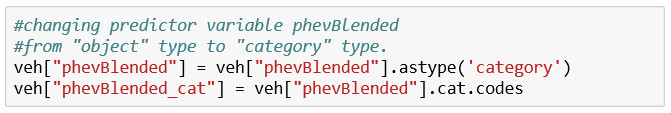 #changing predictor variable phevBlended
#from "object" type to "category" type.
veh["phevBlended"] = veh["phevBlended"].astype('category')
veh["phevBlended_cat"] = veh["phevBlended"].cat.codes